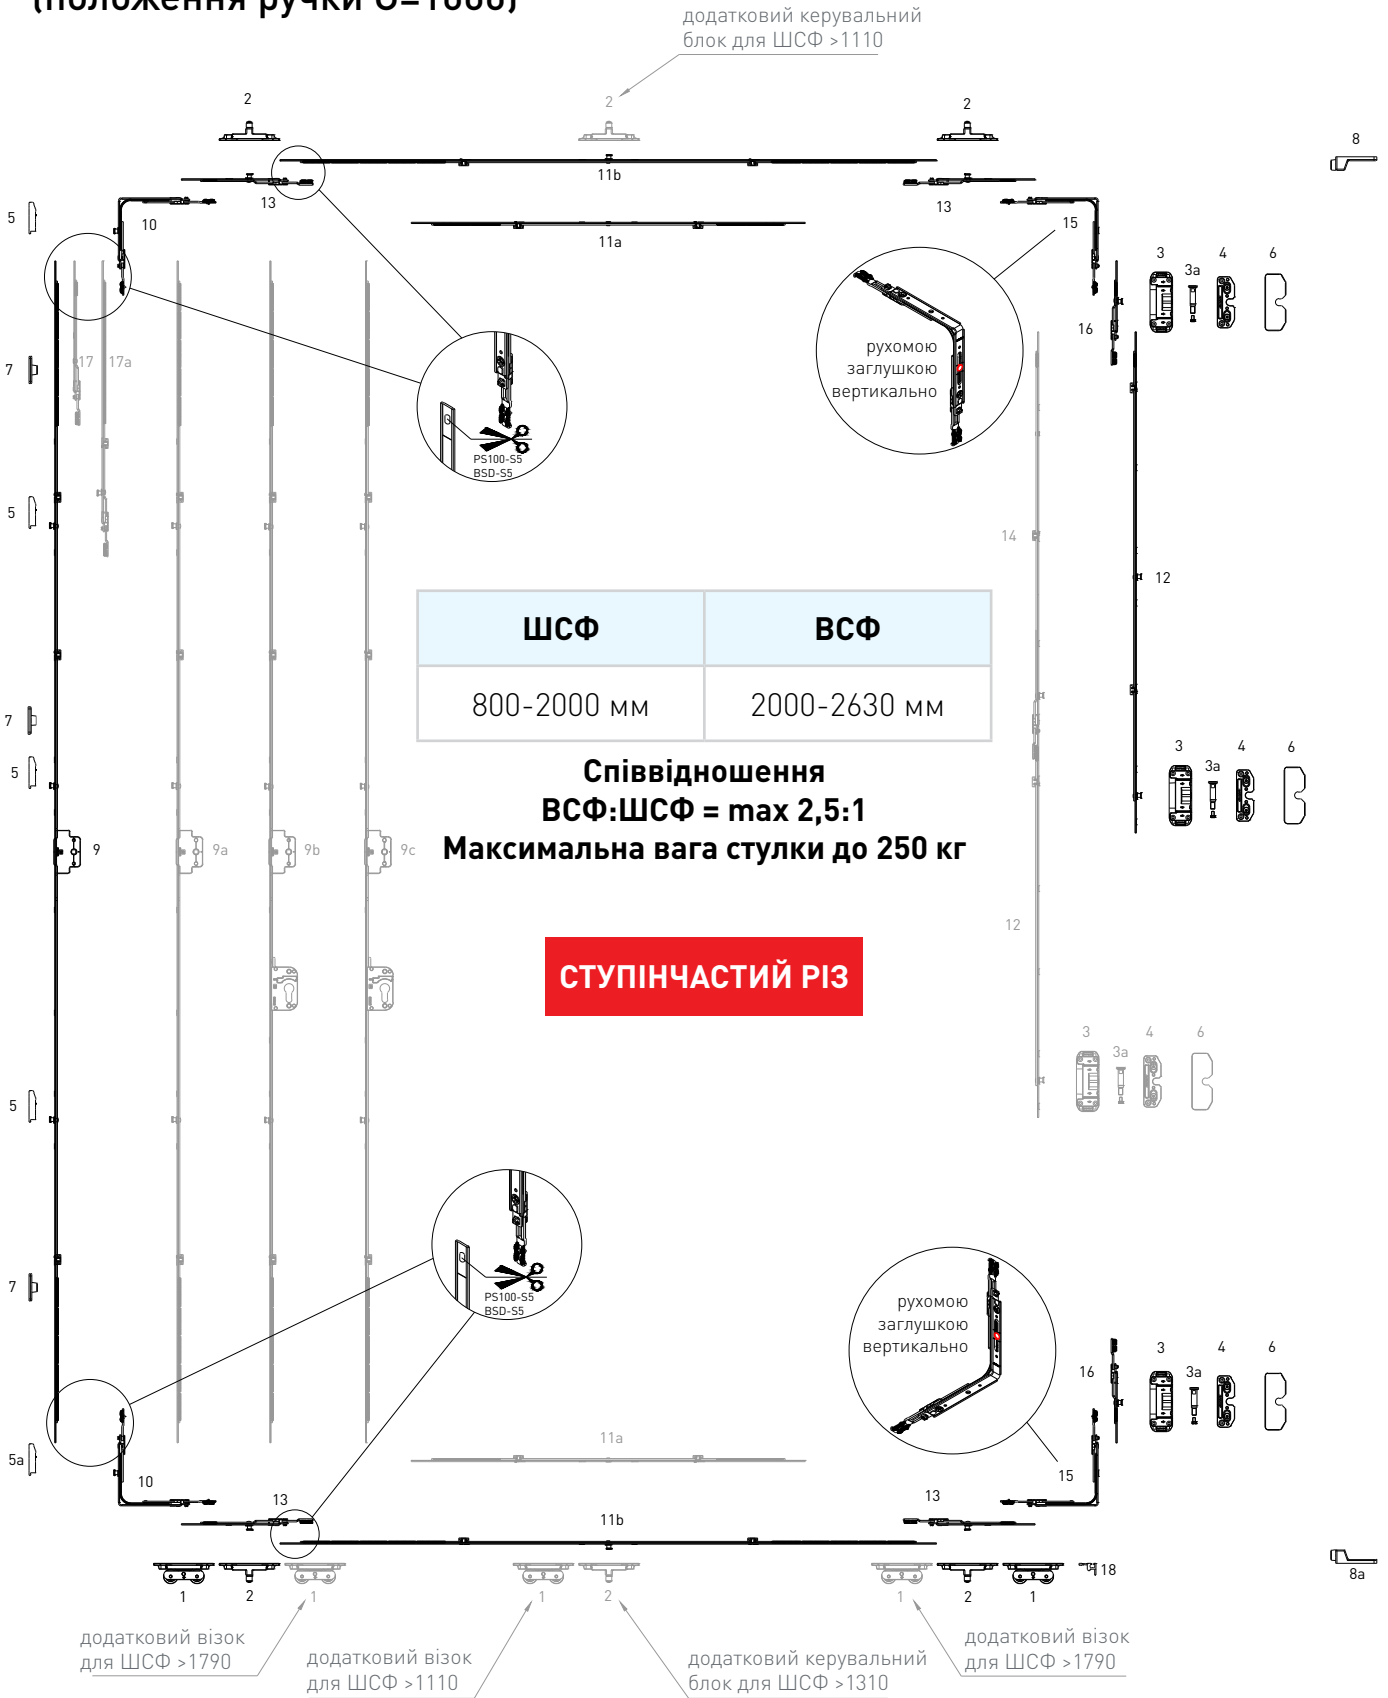 додатковий керувальний
блок для ШСФ >1110
2
2
2
8
11b
13
13
5
10
11a
15
3
3a
4
6
16
7
17
17a
рухомою
заглушкою
вертикально
PS100-S5
BSD-S5
5
14
12
ШСФ
ВСФ
800-2000 мм
2000-2630 мм
7
5
Співвідношення
ВСФ:ШСФ = max 2,5:1
Максимальна вага стулки до 250 кг
3
3a
4
6
9
9a
9b
9c
12
СТУПІНЧАСТИЙ РІЗ
3
3a
4
6
5
7
PS100-S5
BSD-S5
рухомою
заглушкою
вертикально
16
3
3a
4
6
5a
10
11a
15
13
13
11b
18
8a
1
2
1
1
2
1
2
1
додатковий візок
для ШСФ >1790
додатковий візок
для ШСФ >1110
додатковий керувальний
блок для ШСФ >1310
додатковий візок
для ШСФ >1790